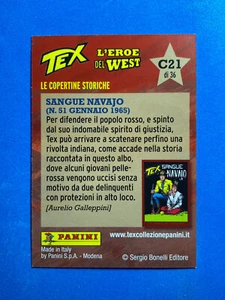 TEX
L'EROE
DEL WEST
C21
di 36
LE COPERTINE STORICHE
SANGUE NAVAJO
(N. 51 GENNAIO 1965)
Per difendere il popolo rosso, e spinto
dal suo indomabile spirito di giustizia,
Tex può arrivare a scatenare perfino una
rivolta indiana, come accade nella storia
raccontata in questo albo,
dove alcuni giovani pelle-
rossa vengono uccisi senza
motivo da due delinquenti
con protezioni in alto loco.
[Aurelio Galleppini]
TEX
SANGUE
NAVAJO
PANINI
www.texcollezionepanini.it
Made in Italy
by Panini S.p.A. - Modena
© Sergio Bonelli Editore